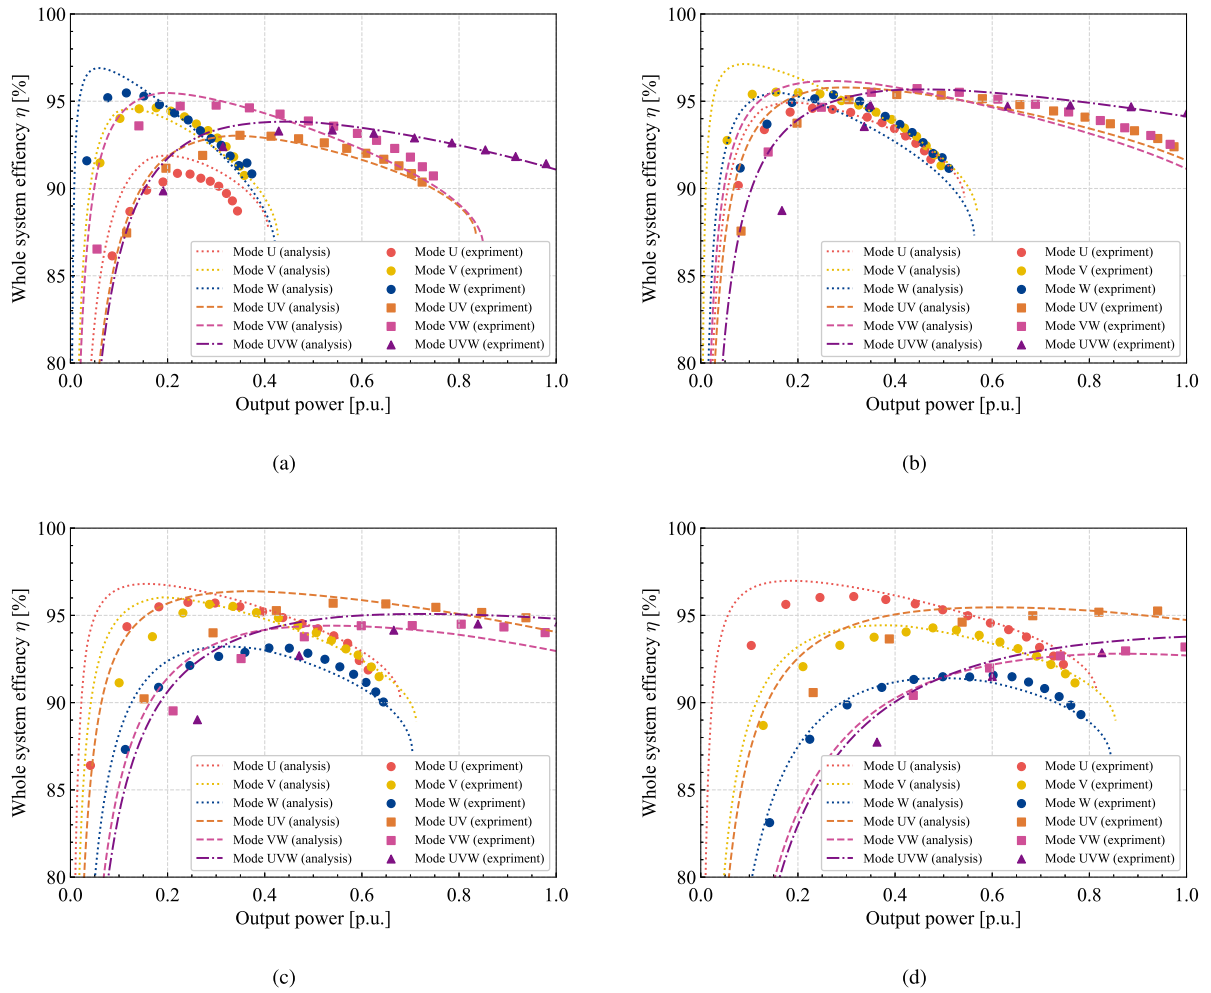 100
95
90
85
80
Whole system effiency η [%]
0.0 0.2 0.4 0.6 0.8 1.0
Output power [p.u.]
Mode U (analysis) Mode U (expriment)
Mode V (analysis) Mode V (expriment)
Mode W (analysis) Mode W (expriment)
Mode UV (analysis) Mode UV (expriment)
Mode VW (analysis) Mode VW (expriment)
Mode UVW (analysis) Mode UVW (expriment)
(a)
100
95
90
85
80
Whole system effiency η [%]
0.0 0.2 0.4 0.6 0.8 1.0
Output power [p.u.]
Mode U (analysis) Mode U (expriment)
Mode V (analysis) Mode V (expriment)
Mode W (analysis) Mode W (expriment)
Mode UV (analysis) Mode UV (expriment)
Mode VW (analysis) Mode VW (expriment)
Mode UVW (analysis) Mode UVW (expriment)
(b)
100
95
90
85
80
Whole system effiency η [%]
0.0 0.2 0.4 0.6 0.8 1.0
Output power [p.u.]
Mode U (analysis) Mode U (expriment)
Mode V (analysis) Mode V (expriment)
Mode W (analysis) Mode W (expriment)
Mode UV (analysis) Mode UV (expriment)
Mode VW (analysis) Mode VW (expriment)
Mode UVW (analysis) Mode UVW (expriment)
(c)
100
95
90
85
80
Whole system effiency η [%]
0.0 0.2 0.4 0.6 0.8 1.0
Output power [p.u.]
Mode U (analysis) Mode U (expriment)
Mode V (analysis) Mode V (expriment)
Mode W (analysis) Mode W (expriment)
Mode UV (analysis) Mode UV (expriment)
Mode VW (analysis) Mode VW (expriment)
Mode UVW (analysis) Mode UVW (expriment)
(d)